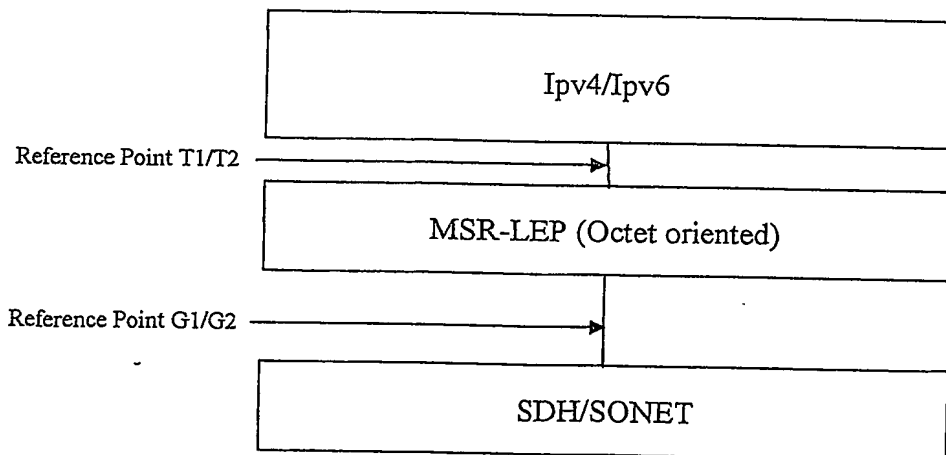 Ipv4/Ipv6
Reference Point T1/T2
MSR-LEP (Octet oriented)
Reference Point G1/G2
SDH/SONET